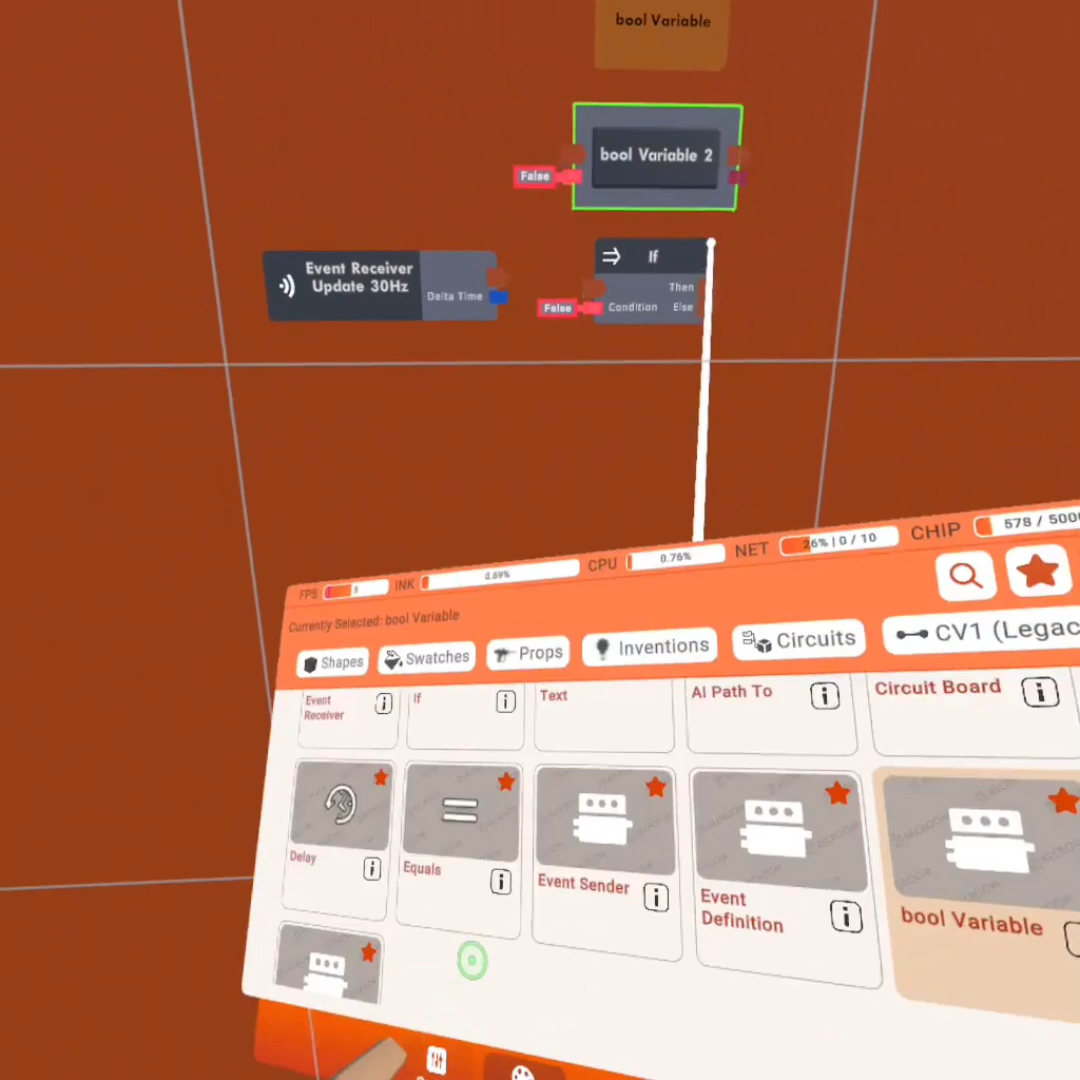 bool Variable
bool Variable 2
False
Event Receiver
Update 30Hz
Delta Time
If
Then
False
Condition
Else
FPS
INK
0.69%
CPU
0.76%
NET
26% | 0 / 10
CHIP
578 / 500
Currently Selected: bool Variable
Shapes
Swatches
Props
Inventions
Circuits
CV1 (Legac
Event
Receiver
If
Text
AI Path To
Circuit Board
Delay
Equals
Event Sender
Event
Definition
bool Variable